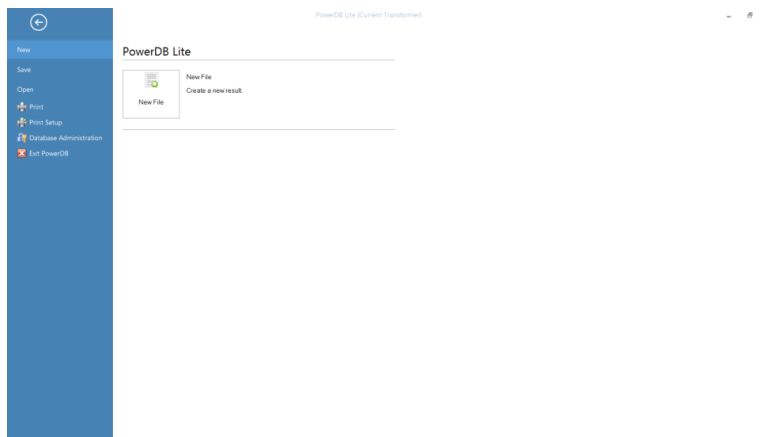 PowerDB Lite (Current Transformer)
New
Save
Open
Print
Print Setup
Database Administration
Exit PowerDB
PowerDB Lite
New File
New File
Create a new result.